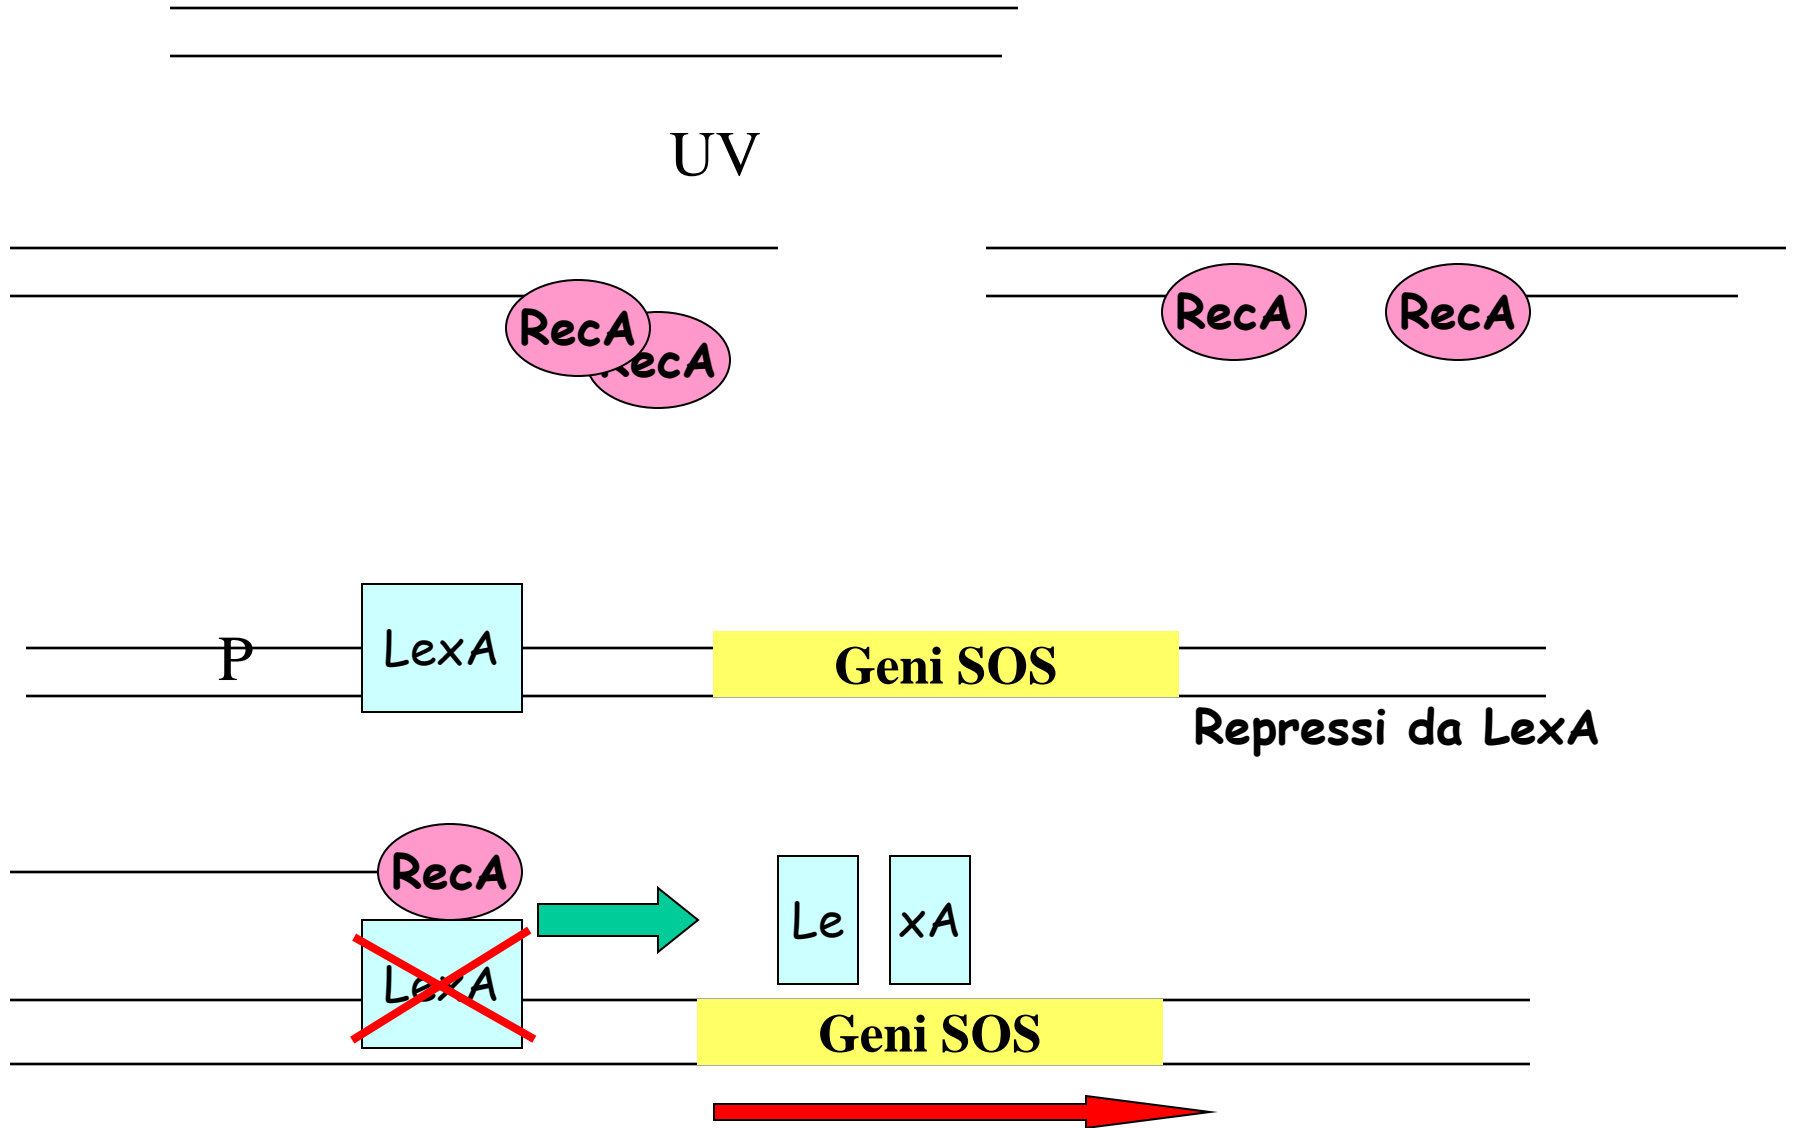 UV
RecA
RecA
RecA
RecA
P
LexA
Geni SOS
Repressi da LexA
RecA
LexA
Le
xA
Geni SOS